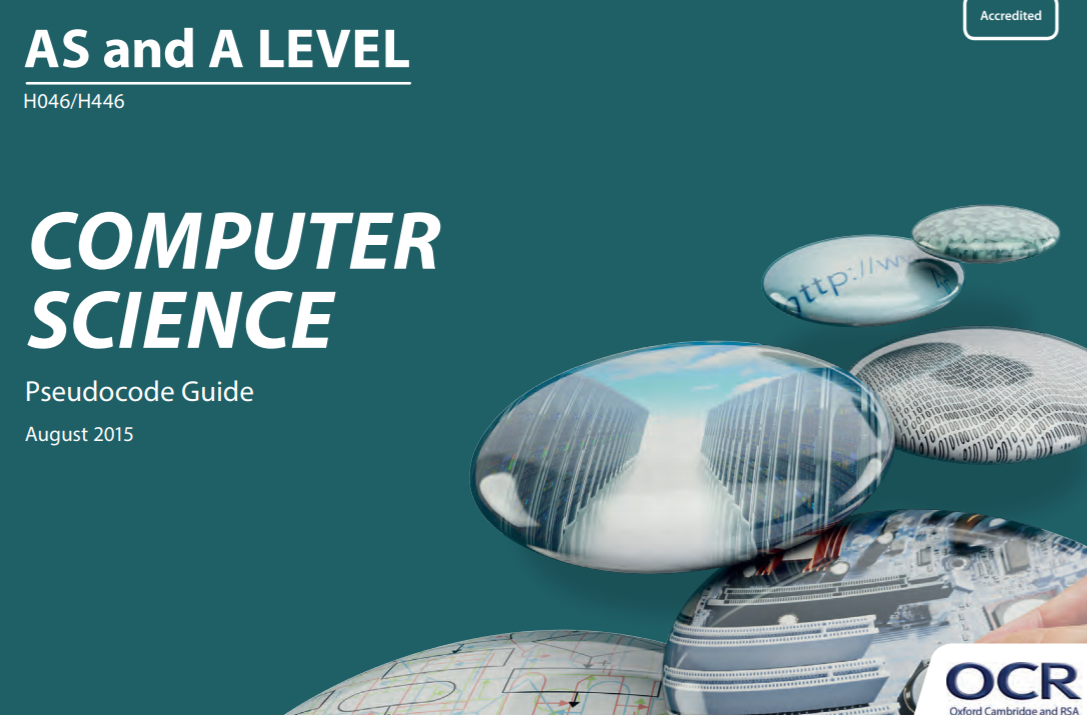 Accredited
AS and A LEVEL
H046/H446
COMPUTER
SCIENCE
Pseudocode Guide
August 2015
OCR
Oxford Cambridge and RSA